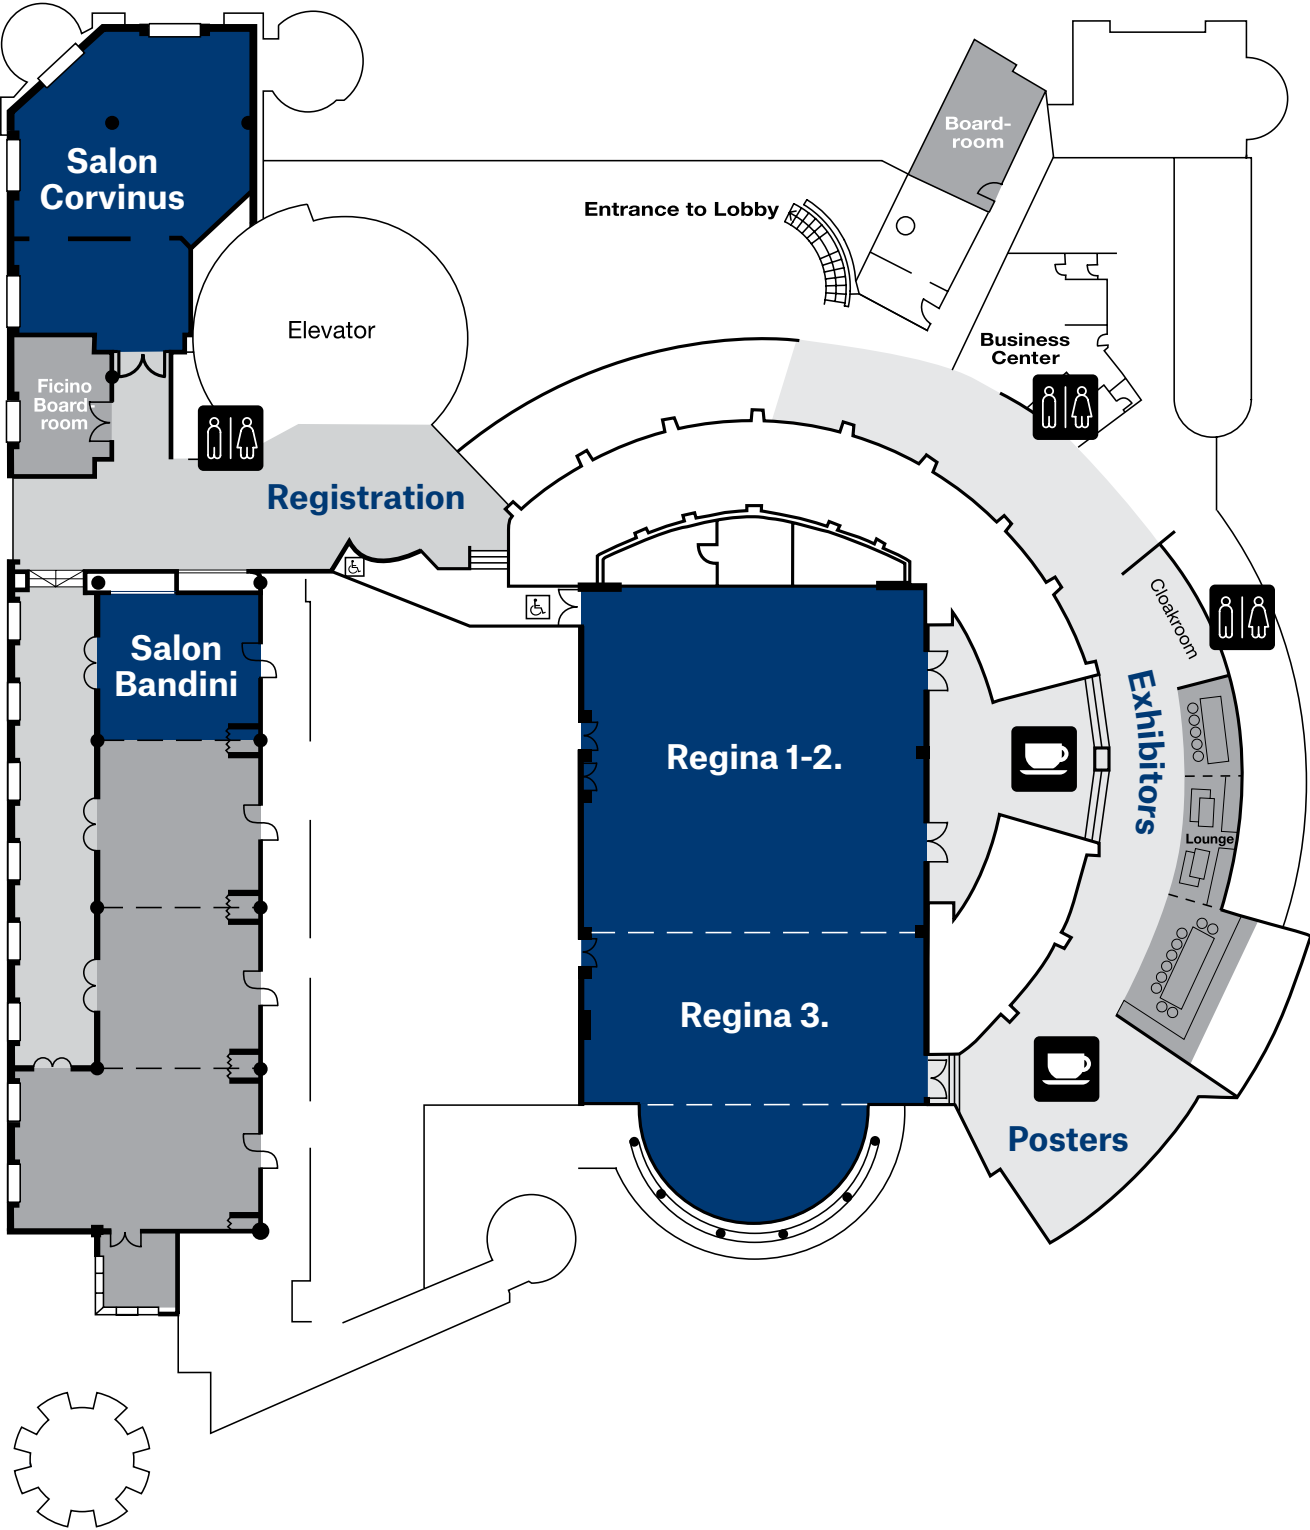 Salon
Corvinus
Board-
room
Entrance to Lobby
Elevator
Business
Center
Ficino
Board-
room
Registration
Cloakroom
Salon
Bandini
Exhibitors
Regina 1-2.
Lounge
Regina 3.
Posters